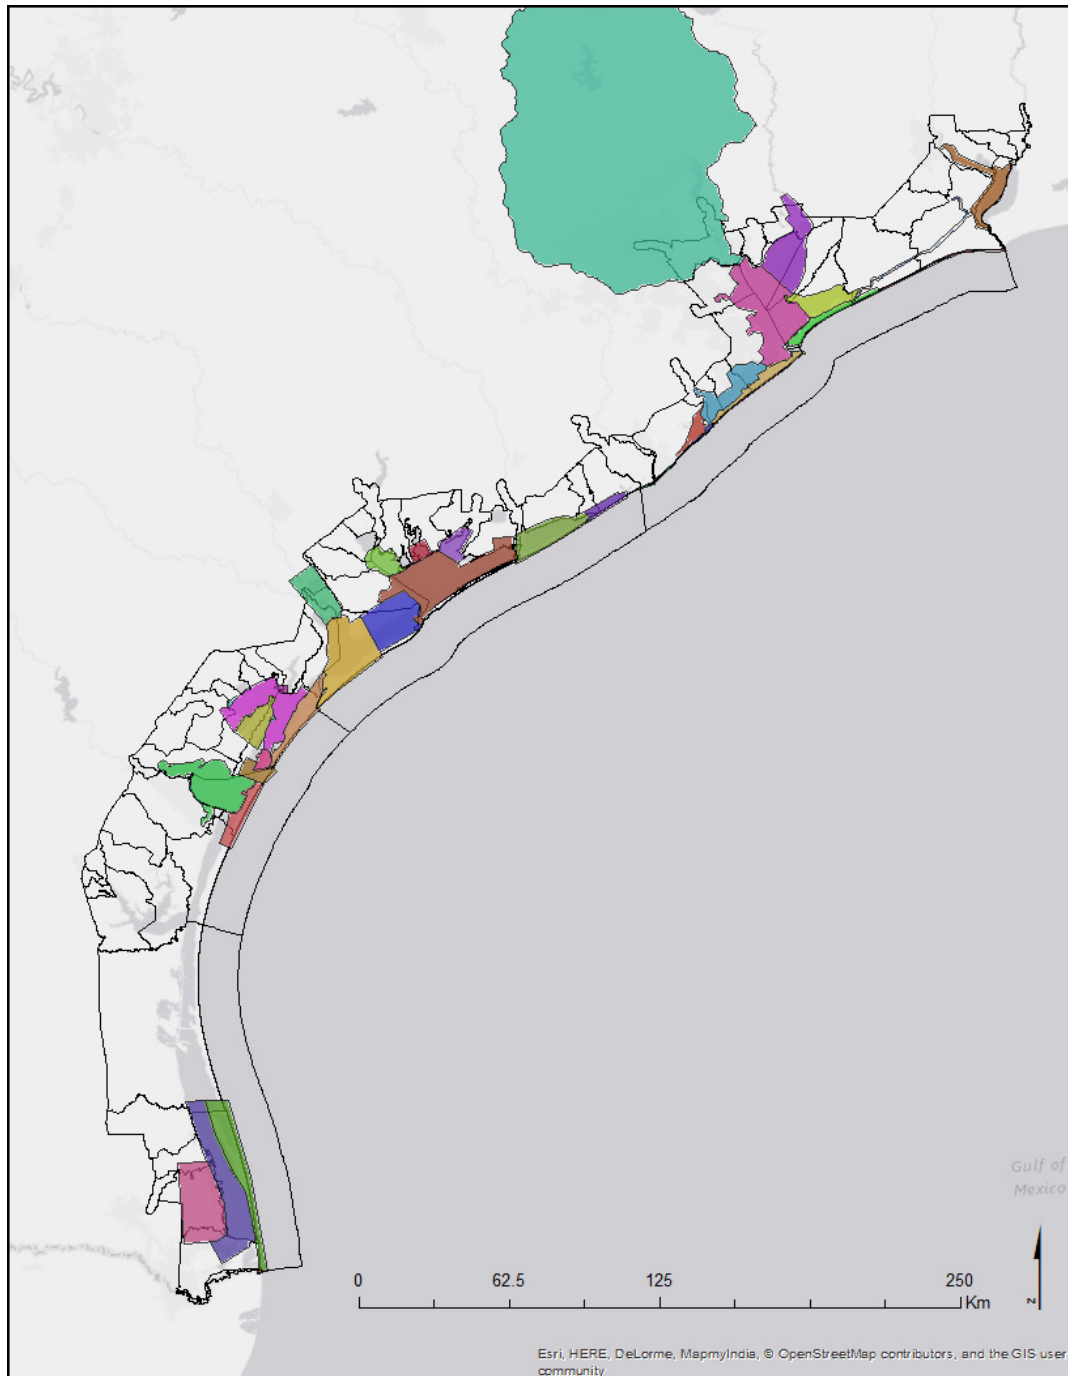 Gulf of
Mexico
0 62.5 125 250
Km
N
Esri, HERE, DeLorme, MapmyIndia, © OpenStreetMap contributors, and the GIS user
community